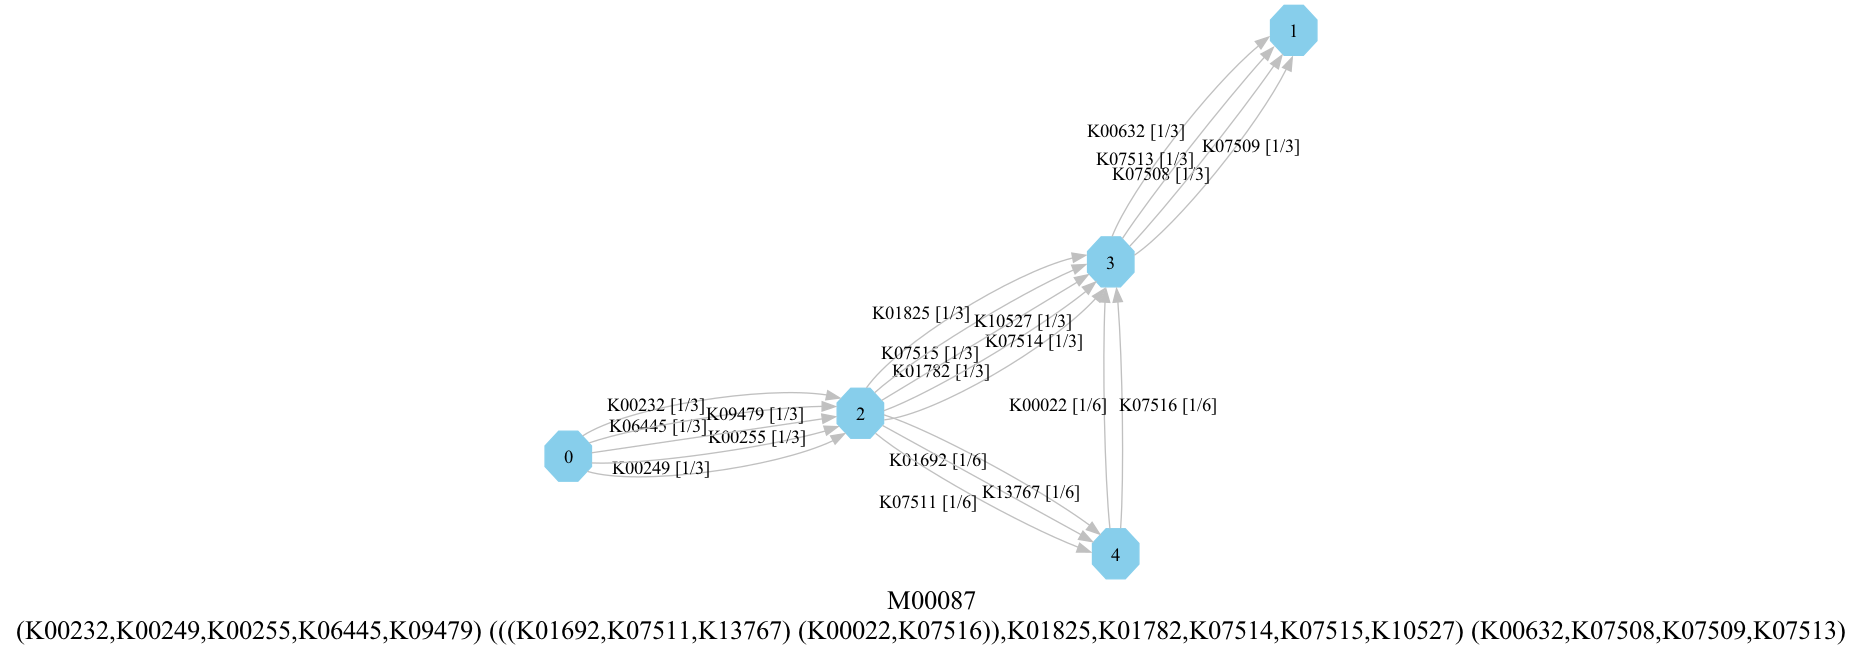 1
K00632 [1/3]
K07509 [1/3]
K07513 [1/3]
K07508 [1/3]
3
K01825 [1/3]
K10527 [1/3]
K07514 [1/3]
K07515 [1/3]
K01782 [1/3]
K00232 [1/3]
K09479 [1/3]
2
K00022 [1/6]
K07516 [1/6]
K06445 [1/3]
K00255 [1/3]
0
K00249 [1/3]
K01692 [1/6]
K13767 [1/6]
K07511 [1/6]
4
M00087
(K00232,K00249,K00255,K06445,K09479) (((K01692,K07511,K13767) (K00022,K07516)),K01825,K01782,K07514,K07515,K10527) (K00632,K07508,K07509,K07513)